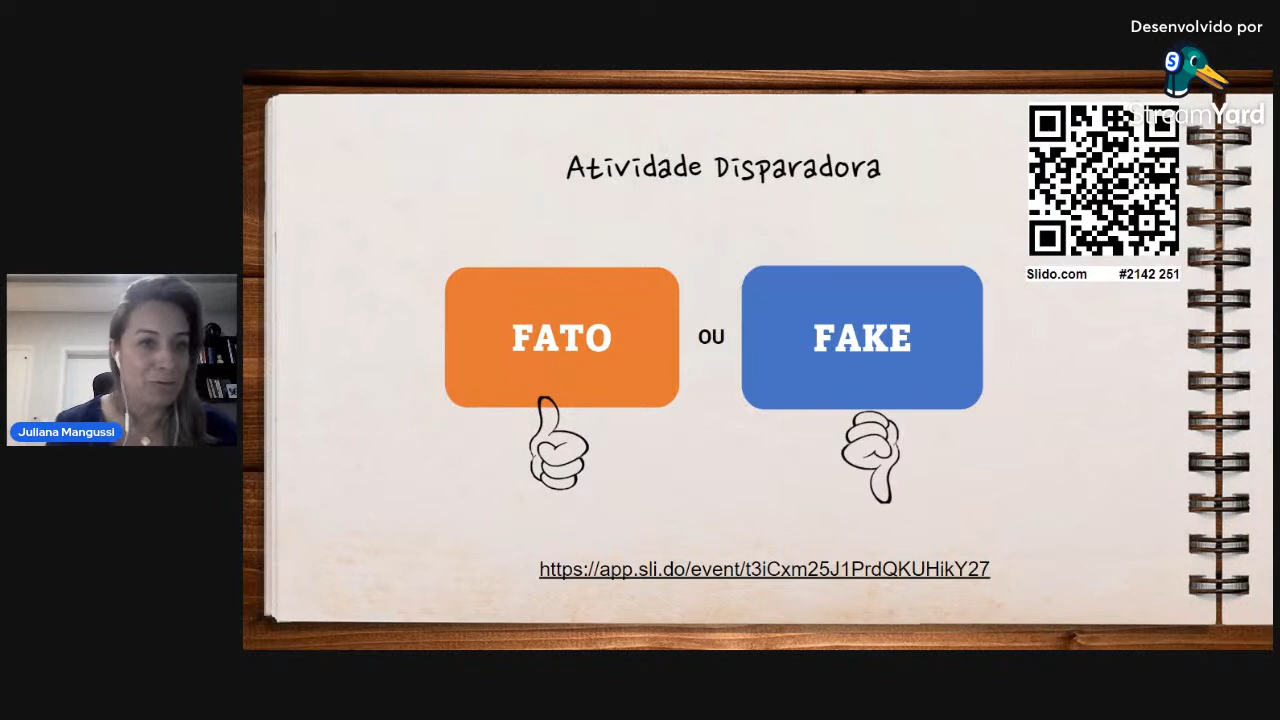 Desenvolvido por
StreamYard
Atividade Disparadora
Slido.com #2142 251
FATO
OU
FAKE
Juliana Mangussi
https://app.sli.do/event/t3iCxm25J1PrdQKUHikY27